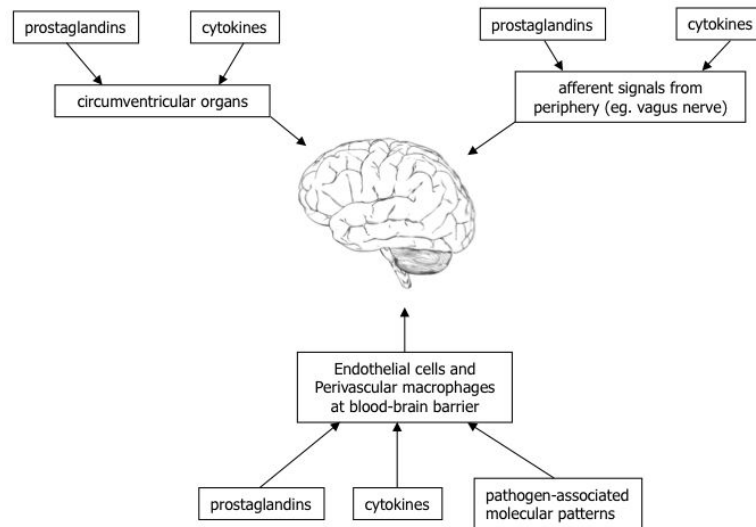 prostaglandins
cytokines
circumventricular organs
prostaglandins
cytokines
afferent signals from
periphery (eg. vagus nerve)
Endothelial cells and
Perivascular macrophages
at blood-brain barrier
prostaglandins
cytokines
pathogen-associated
molecular patterns